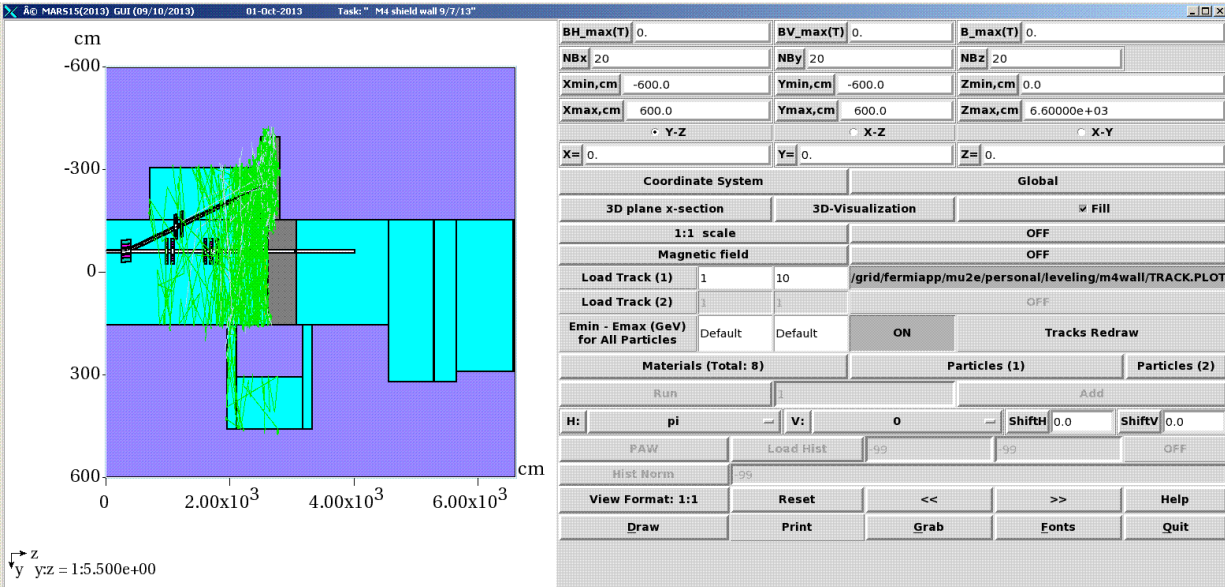 Ã© MARS15(2013) GUI (09/10/2013) 01-Oct-2013 Task: " M4 shield wall 9/7/13"
cm
-600
-300
0
300
600
cm
0 2.00x10³ 4.00x10³ 6.00x10³
z
y y:z = 1:5.500e+00
BH_max(T) 0. BV_max(T) 0. B_max(T) 0.
NBx 20 NBy 20 NBz 20
Xmin,cm -600.0 Ymin,cm -600.0 Zmin,cm 0.0
Xmax,cm 600.0 Ymax,cm 600.0 Zmax,cm 6.60000e+03
Y-Z X-Z X-Y
X= 0. Y= 0. Z= 0.
Coordinate System Global
3D plane x-section 3D-Visualization Fill
1:1 scale OFF
Magnetic field OFF
Load Track (1) 1 10 /grid/fermiapp/mu2e/personal/leveling/m4wall/TRACK.PLOT
Load Track (2) 1 1 OFF
Emin - Emax (GeV)
for All Particles Default Default ON Tracks Redraw
Materials (Total: 8) Particles (1) Particles (2)
Run 1 Add
H: pi V: 0 ShiftH 0.0 ShiftV 0.0
PAW Load Hist -99 -99 OFF
Hist Norm -99
View Format: 1:1 Reset << >> Help
Draw Print Grab Fonts Quit